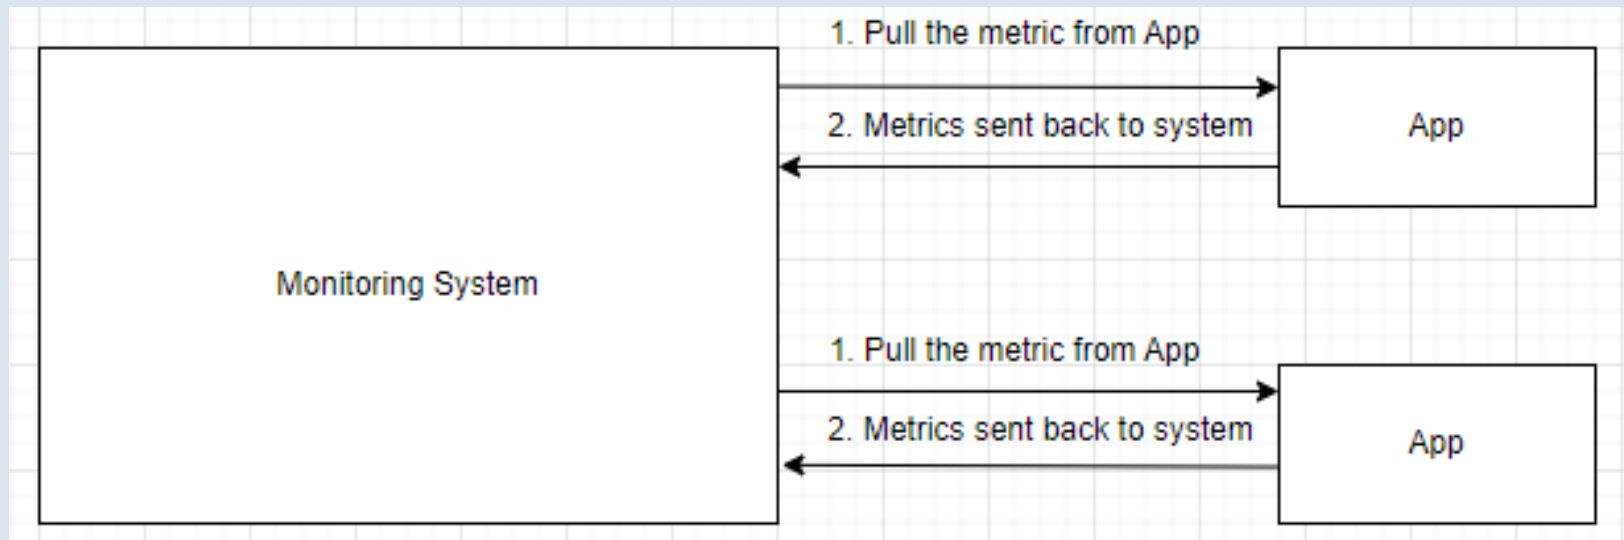 1. Pull the metric from App
2. Metrics sent back to system
App
Monitoring System
1. Pull the metric from App
2. Metrics sent back to system
App